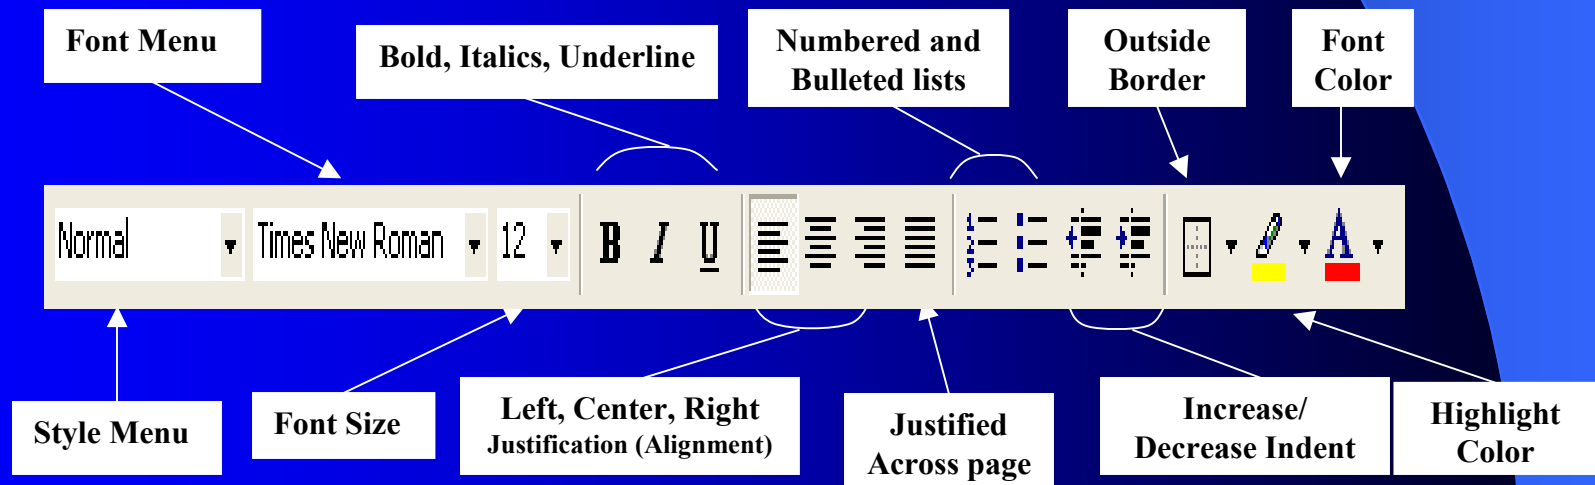 Font Menu
Bold, Italics, Underline
Numbered and
Bulleted lists
Outside
Border
Font
Color
Normal
Times New Roman
12
B I U
A
Style Menu
Font Size
Left, Center, Right
Justification (Alignment)
Justified
Across page
Increase/
Decrease Indent
Highlight
Color